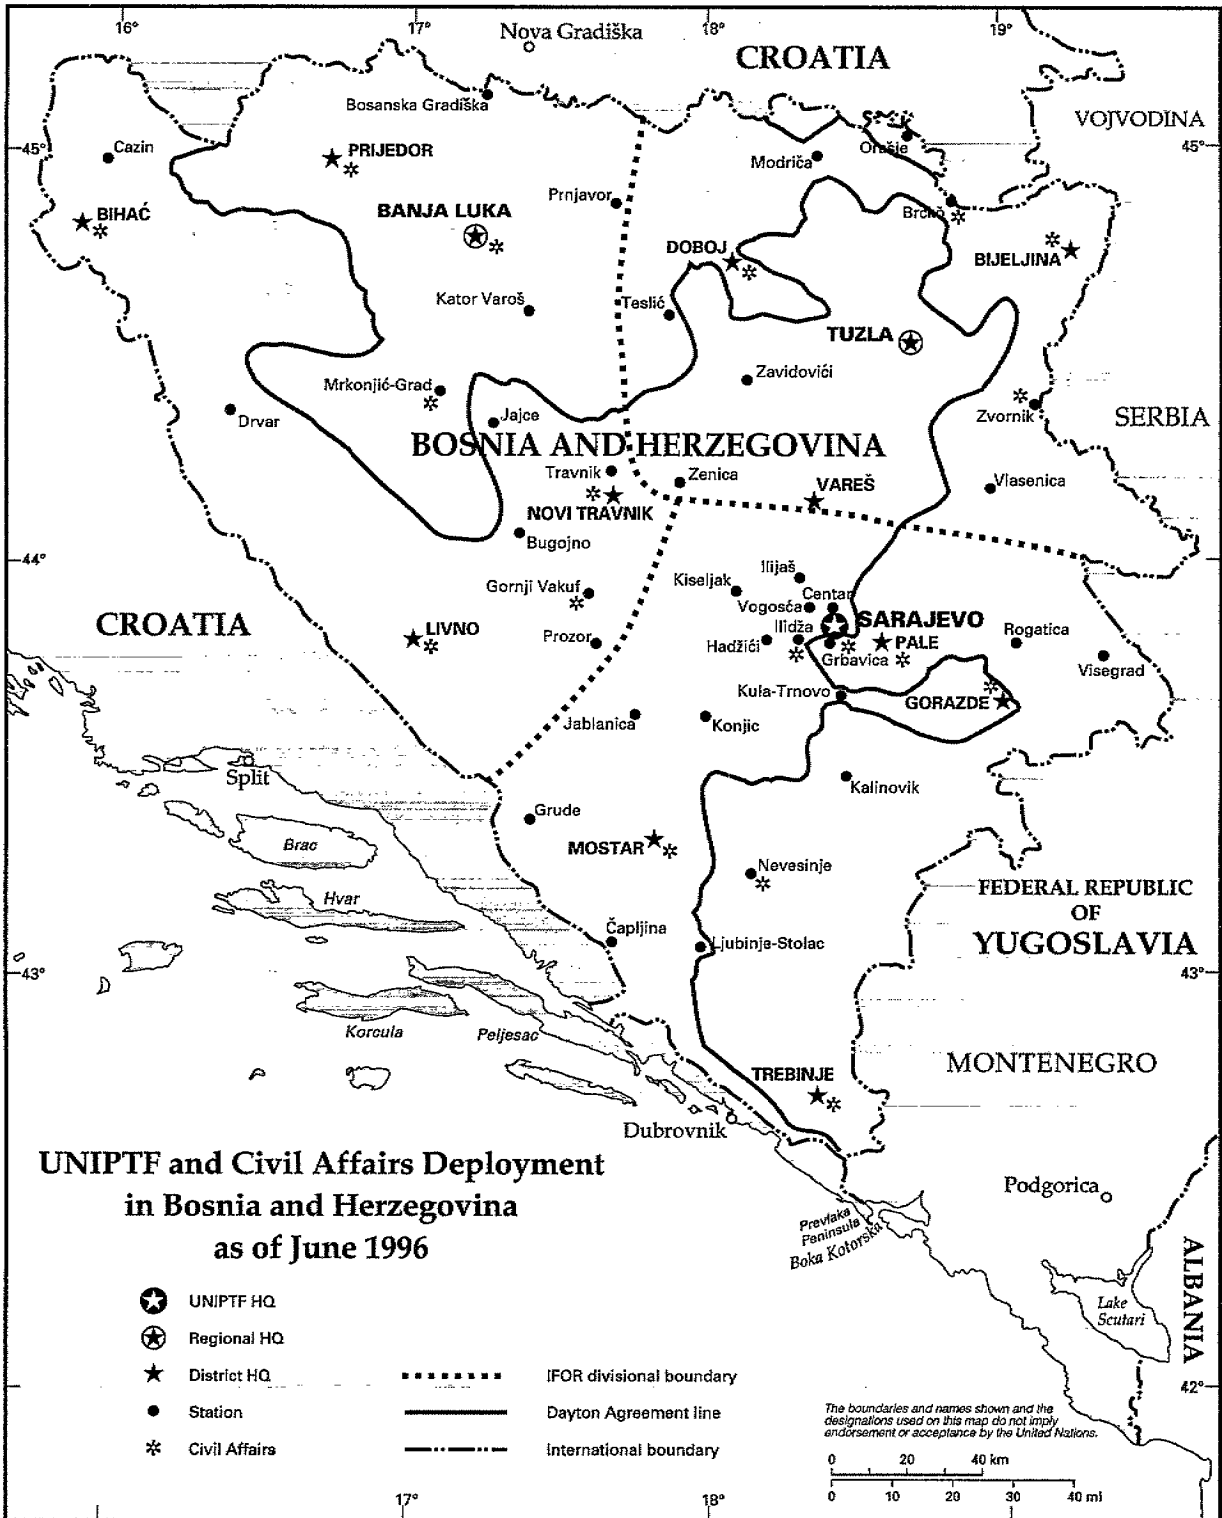 16°
17°
18°
19°
Nova Gradiška
CROATIA
Bosanska Gradiška
VOJVODINA
45°
Cazin
PRIJEDOR
Orašje
45°
Modriča
Prnjavor
BIHAĆ
BANJA LUKA
Brčko
DOBOJ
BIJELJINA
Kator Varoš
Teslić
TUZLA
Mrkonjić-Grad
Zavidovići
Drvar
Jajce
Zvornik
SERBIA
BOSNIA AND HERZEGOVINA
Travnik
Zenica
VAREŠ
Vlasenica
NOVI TRAVNIK
Bugojno
44°
44°
Ilijaš
Kiseljak
Gornji Vakuf
Centar
Vogosća
CROATIA
LIVNO
Ilidža
SARAJEVO
Prozor
Hadžići
PALE
Rogatica
Grbavica
Visegrad
Kula-Trnovo
GORAZDE
Jablanica
Konjic
Split
Kalinovik
Grude
Brac
MOSTAR
Nevesinje
FEDERAL REPUBLIC
OF
YUGOSLAVIA
Hvar
Čapljina
Ljubinje-Stolac
43°
43°
Korcula
Peljesac
MONTENEGRO
TREBINJE
Dubrovnik
UNIPTF and Civil Affairs Deployment
in Bosnia and Herzegovina
as of June 1996
Podgorica
Prevlaka
Peninsula
Boka Kotorska
ALBANIA
Lake
Scutari
UNIPTF HQ
Regional HQ
District HQ
IFOR divisional boundary
42°
Station
Dayton Agreement line
Civil Affairs
International boundary
The boundaries and names shown and the
designations used on this map do not imply
endorsement or acceptance by the United Nations.
0 20 40 km
0 10 20 30 40 mi
17°
18°